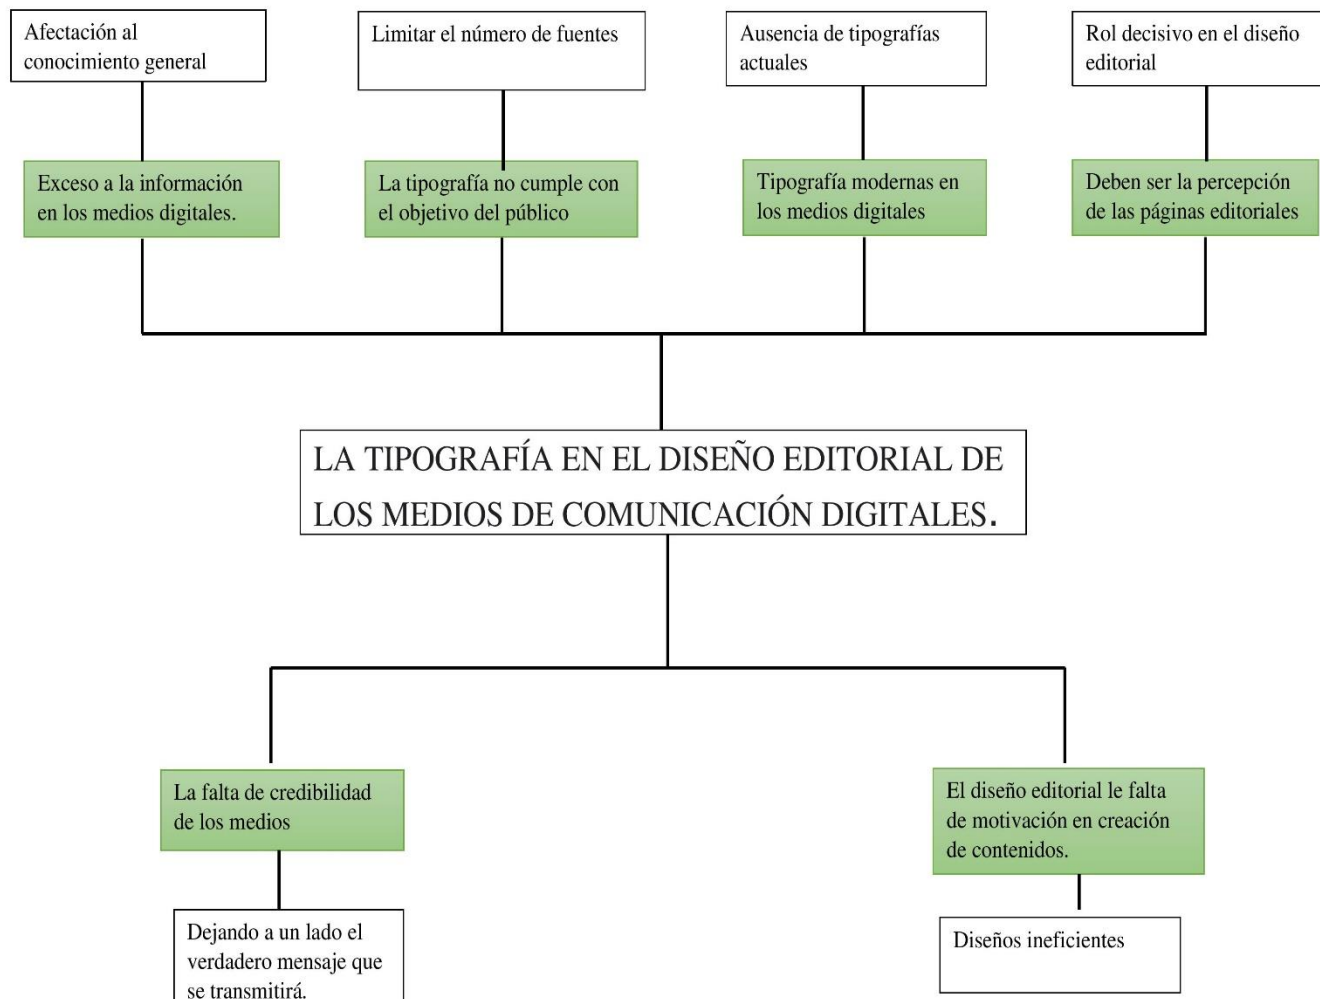 Afectación al
conocimiento general
Limitar el número de fuentes
Ausencia de tipografías
actuales
Rol decisivo en el diseño
editorial
Exceso a la información
en los medios digitales.
La tipografía no cumple con
el objetivo del público
Tipografía modernas en
los medios digitales
Deben ser la percepción
de las páginas editoriales
LA TIPOGRAFÍA EN EL DISEÑO EDITORIAL DE
LOS MEDIOS DE COMUNICACIÓN DIGITALES.
La falta de credibilidad
de los medios
El diseño editorial le falta
de motivación en creación
de contenidos.
Dejando a un lado el
verdadero mensaje que
se transmitirá.
Diseños ineficientes